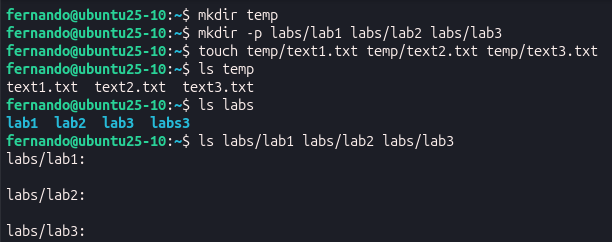 fernando@ubuntu25-10:~$ mkdir temp
fernando@ubuntu25-10:~$ mkdir -p labs/lab1 labs/lab2 labs/lab3
fernando@ubuntu25-10:~$ touch temp/text1.txt temp/text2.txt temp/text3.txt
fernando@ubuntu25-10:~$ ls temp
text1.txt  text2.txt  text3.txt
fernando@ubuntu25-10:~$ ls labs
lab1  lab2  lab3  labs3
fernando@ubuntu25-10:~$ ls labs/lab1 labs/lab2 labs/lab3
labs/lab1:
labs/lab2:
labs/lab3: